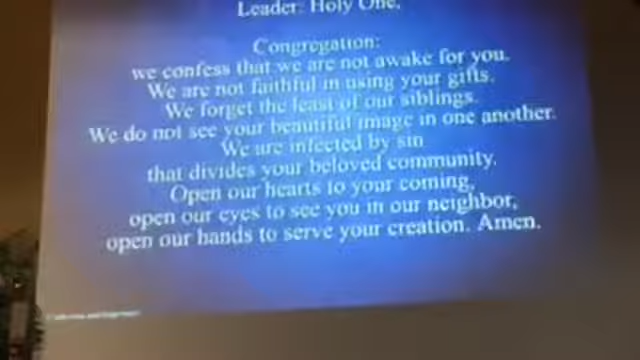 Leader: Holy One,
Congregation:
we confess that we are not awake for you.
We are not faithful in using your gifts.
We forget the least of our siblings.
We do not see your beautiful image in one another.
We are infected by sin
that divides your beloved community.
Open our hearts to your coming,
open our eyes to see you in our neighbor,
open our hands to serve your creation. Amen.